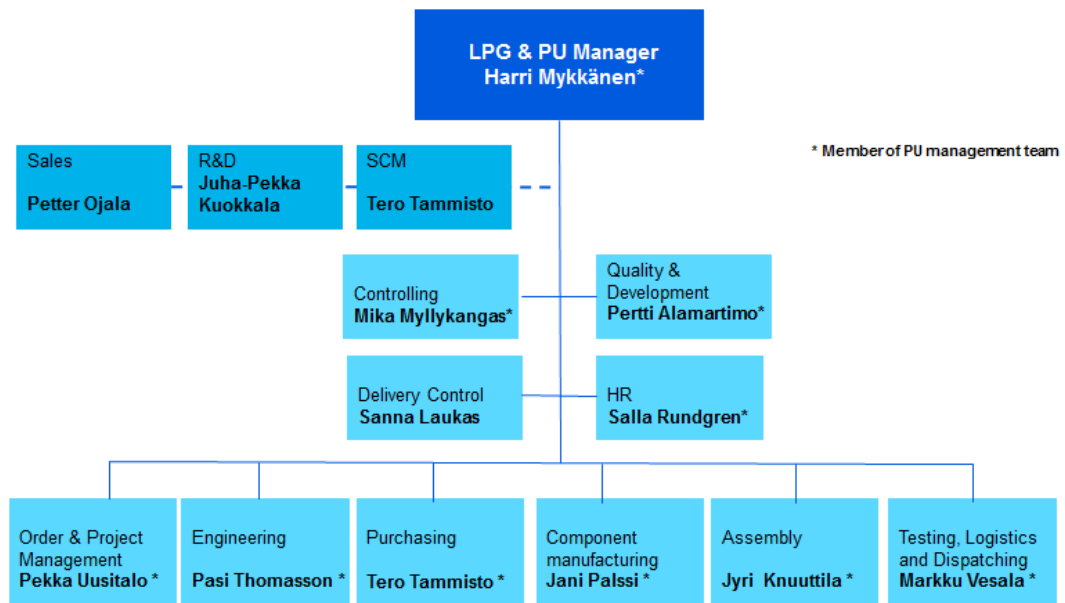 LPG & PU Manager
Harri Mykkänen*
* Member of PU management team
Sales
Petter Ojala
R&D
Juha-Pekka
Kuokkala
SCM
Tero Tammisto
Controlling
Mika Myllykangas*
Quality &
Development
Pertti Alamartimo*
Delivery Control
Sanna Laukas
HR
Salla Rundgren*
Order & Project
Management
Pekka Uusitalo *
Engineering
Pasi Thomasson *
Purchasing
Tero Tammisto *
Component
manufacturing
Jani Palssi *
Assembly
Jyri Knuuttila *
Testing, Logistics
and Dispatching
Markku Vesala *